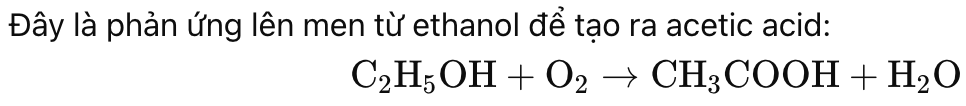 Đây là phản ứng lên men từ ethanol để tạo ra acetic acid:
C₂H₅OH + O₂ → CH₃COOH + H₂O